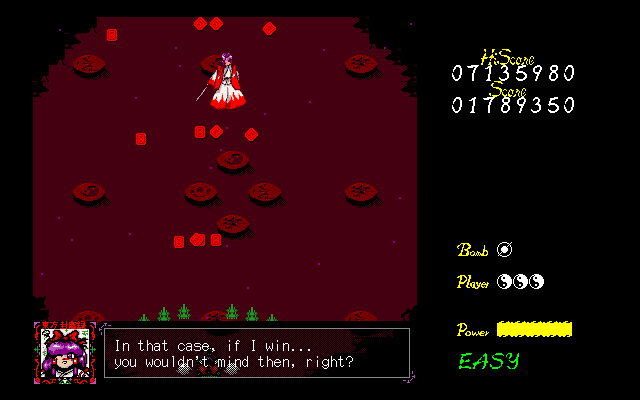 HiScore
07135980
Score
01789350
Bomb
Player
Power
EASY
In that case, if I win...
you wouldn't mind then, right?